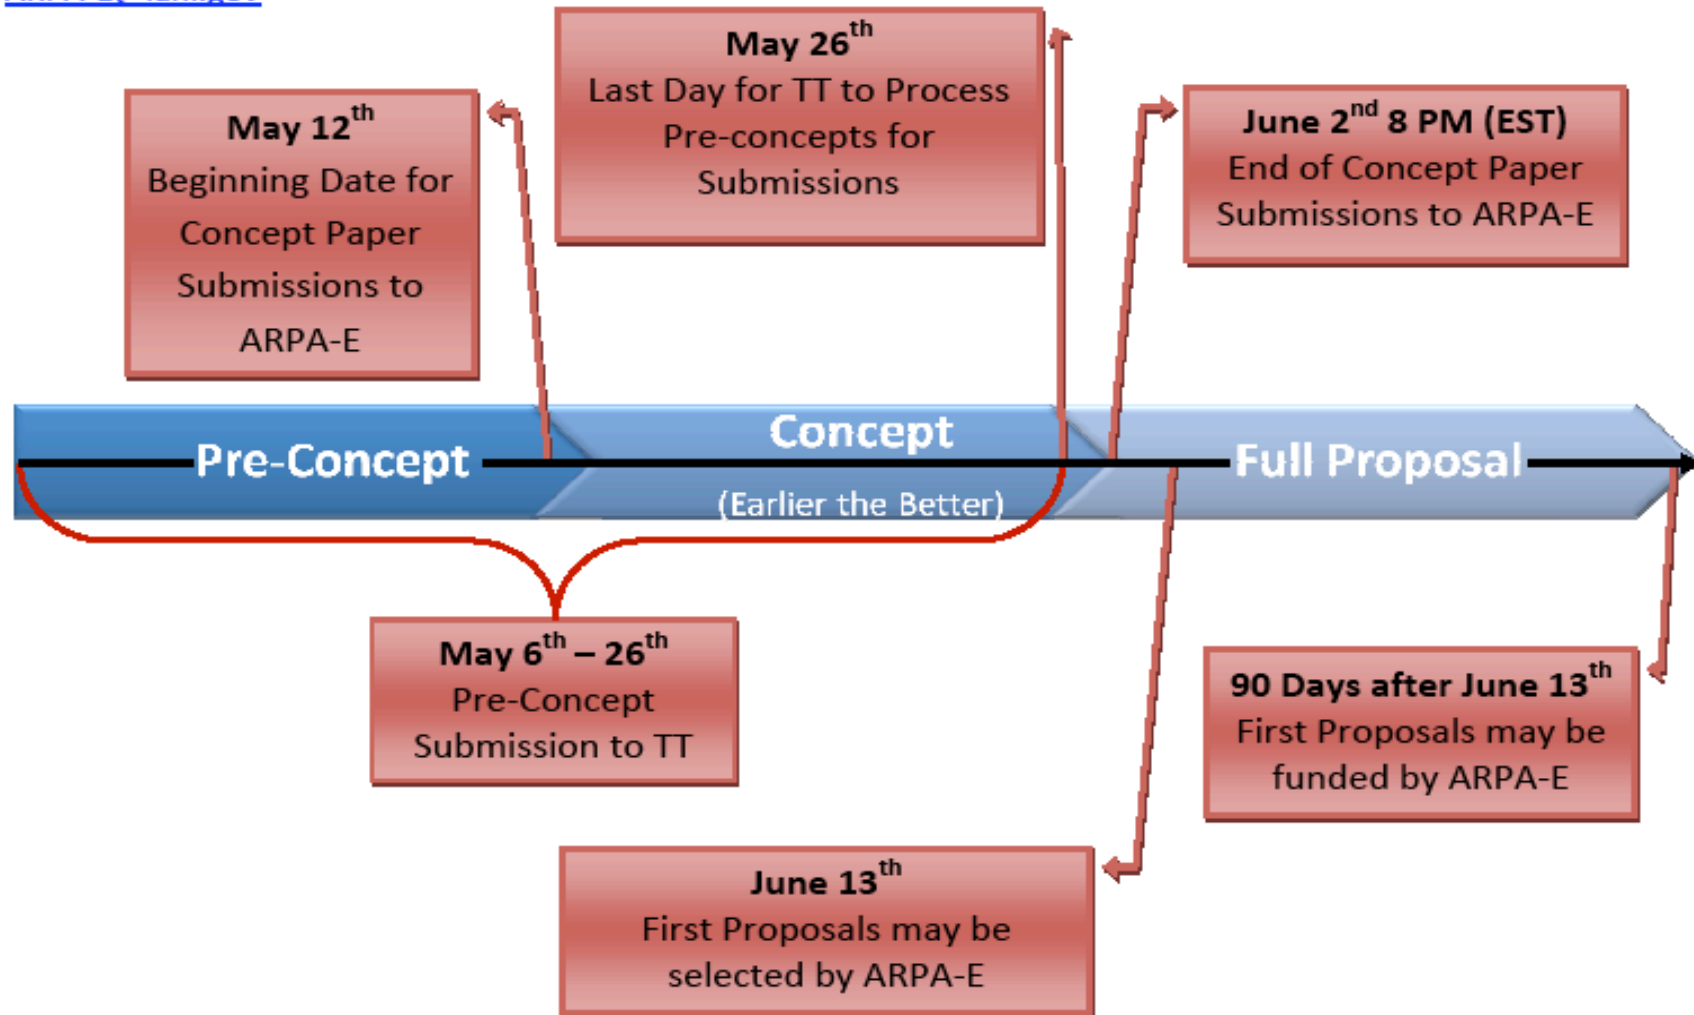 May 26th
Last Day for TT to Process
Pre-concepts for
Submissions
May 12th
Beginning Date for
Concept Paper
Submissions to
ARPA-E
June 2nd 8 PM (EST)
End of Concept Paper
Submissions to ARPA-E
Pre-Concept
Concept
(Earlier the Better)
Full Proposal
May 6th – 26th
Pre-Concept
Submission to TT
90 Days after June 13th
First Proposals may be
funded by ARPA-E
June 13th
First Proposals may be
selected by ARPA-E